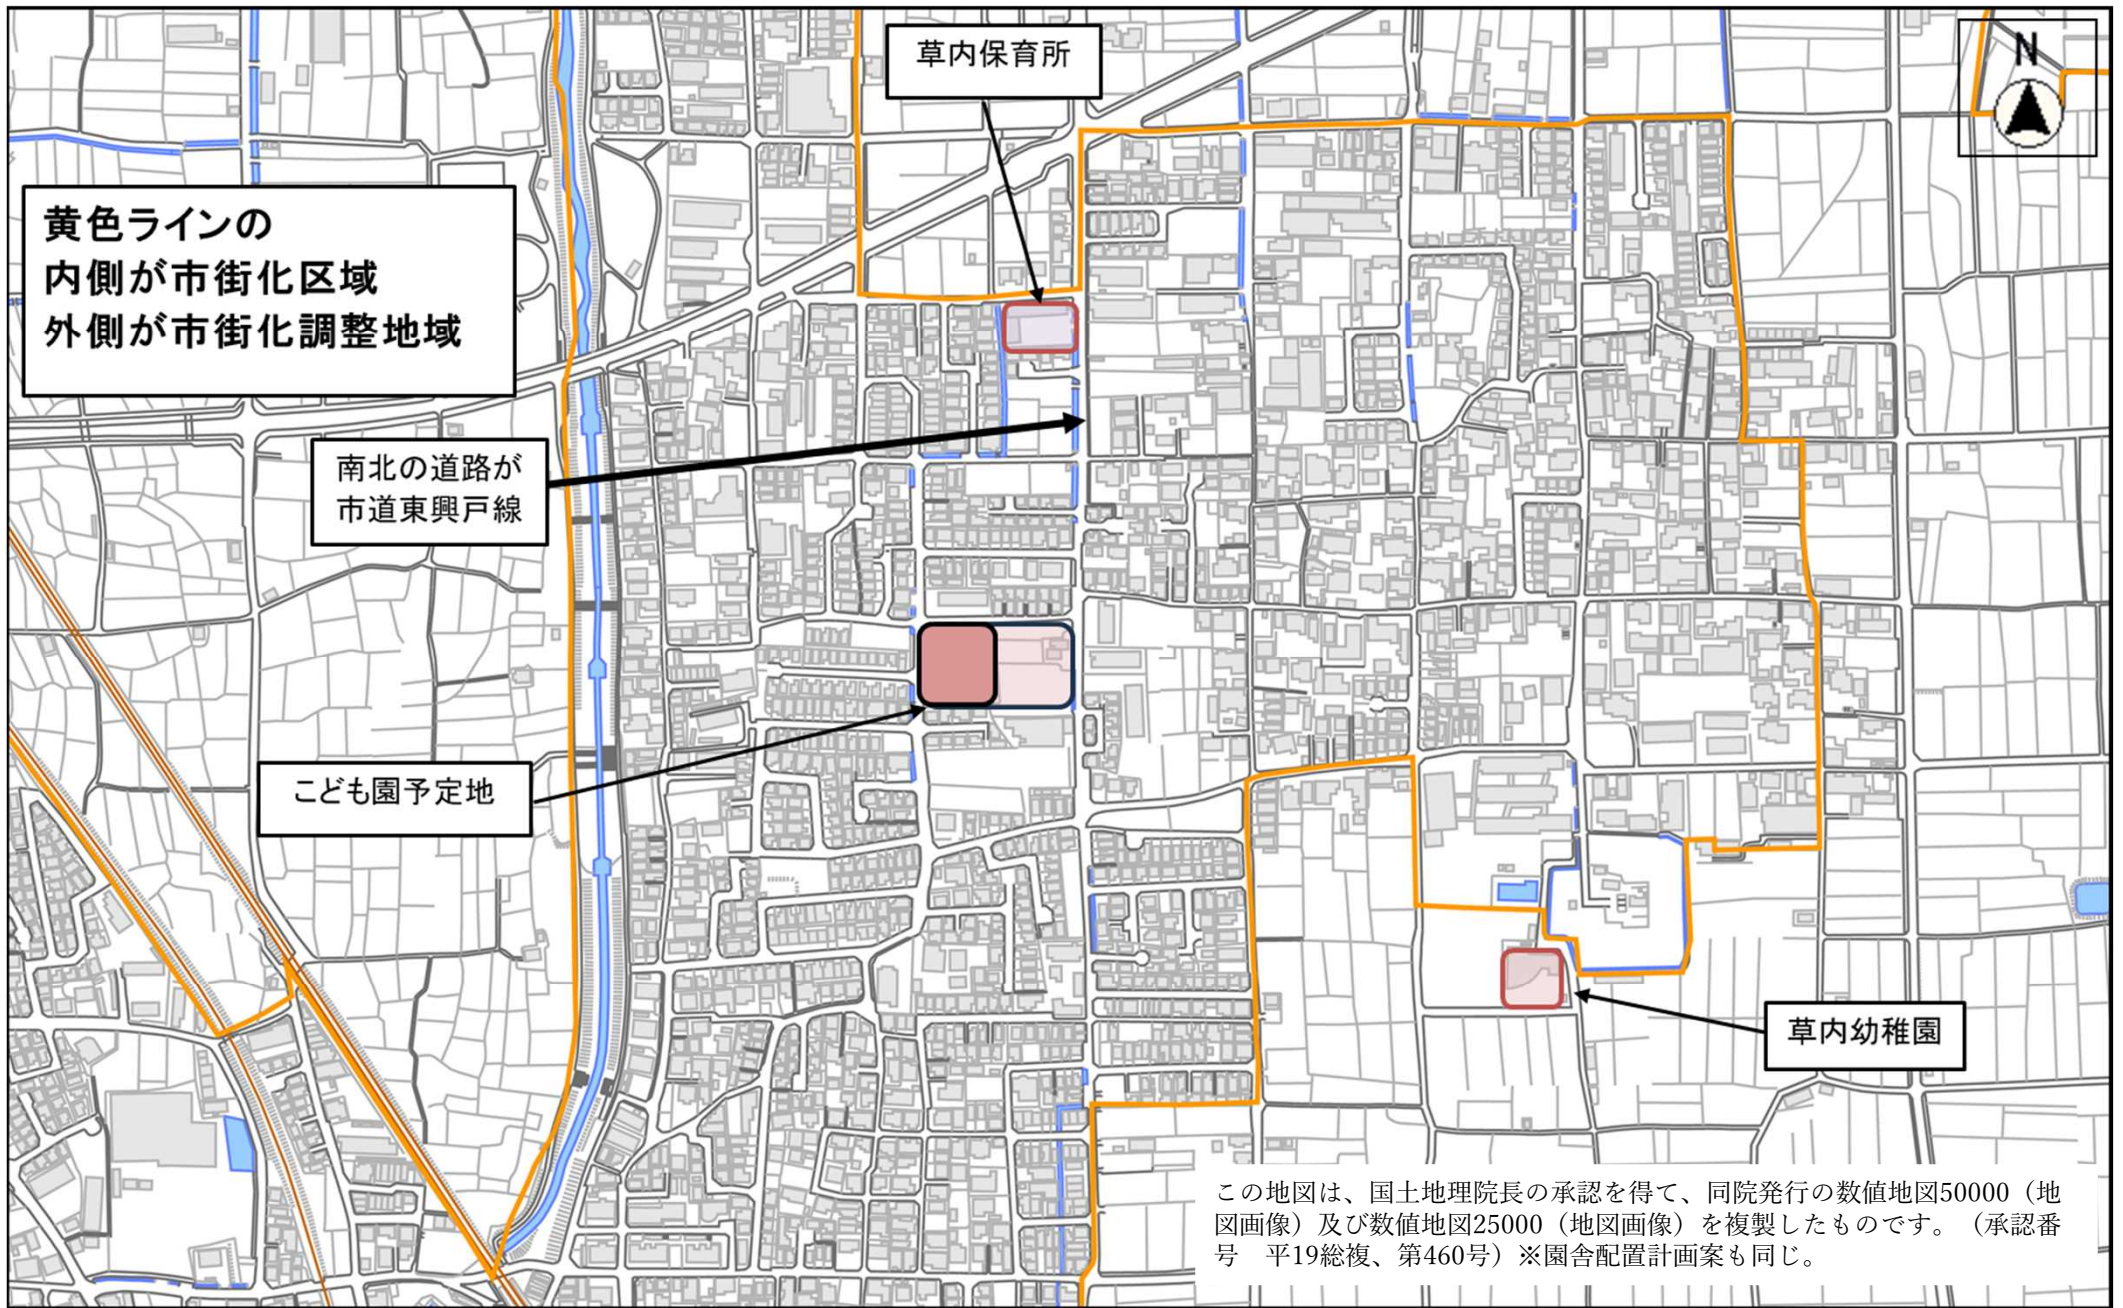 草内保育所
N
黄色ラインの
内側が市街化区域
外側が市街化調整地域
南北の道路が
市道東興戸線
こども園予定地
草内幼稚園
この地図は、国土地理院長の承認を得て、同院発行の数値地図50000（地
図画像）及び数値地図25000（地図画像）を複製したものです。（承認番
号　平19総複、第460号）※園舎配置計画案も同じ。